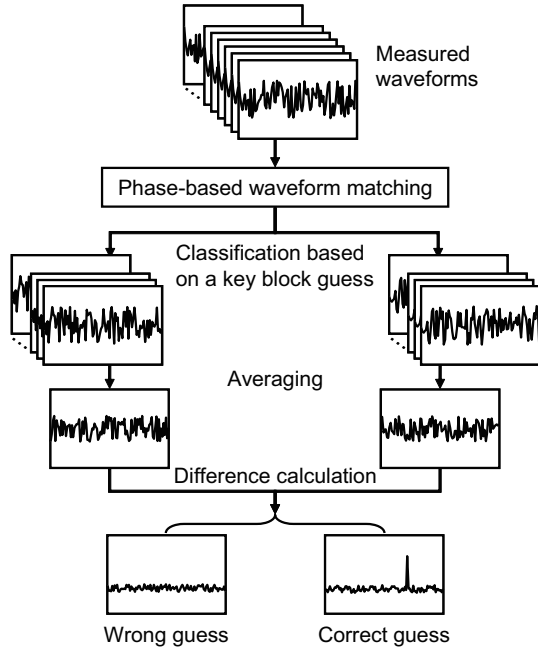 Measured
waveforms
Phase-based waveform matching
Classification based
on a key block guess
Averaging
Difference calculation
Wrong guess
Correct guess